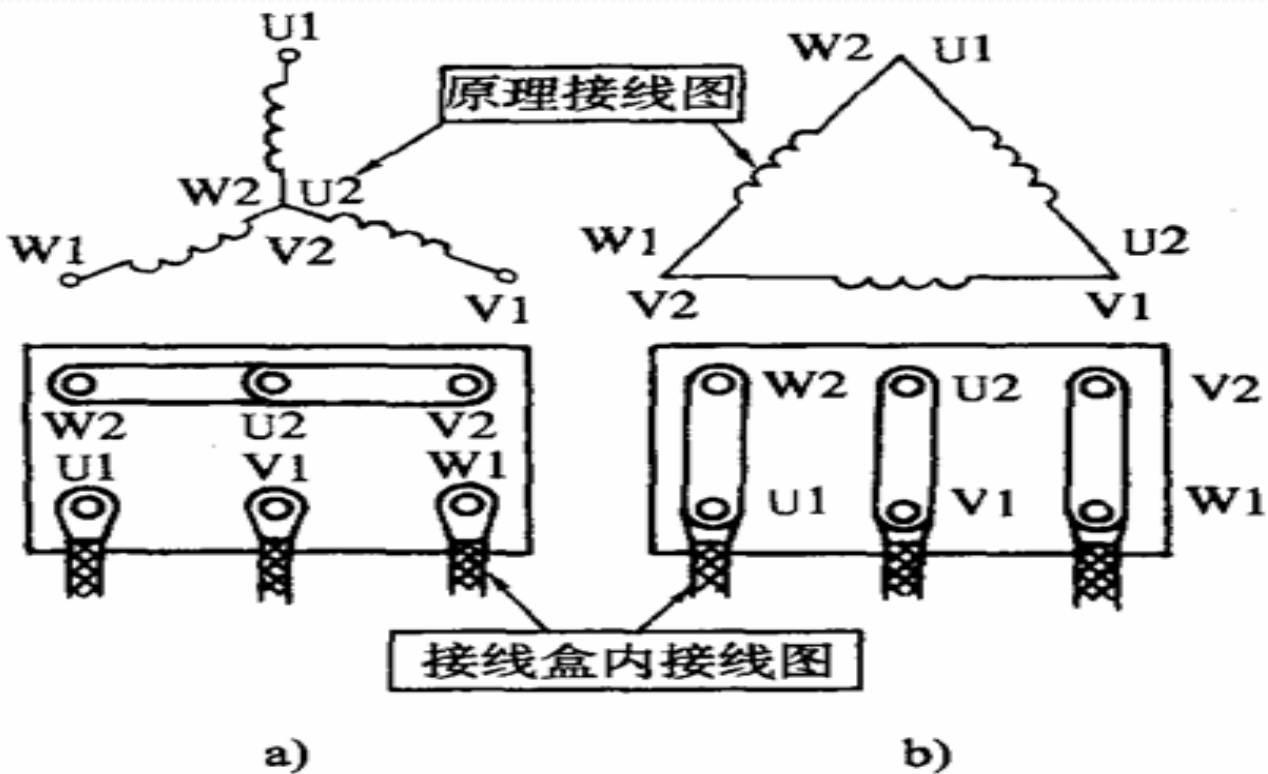 U1
W2 U1
原理接线图
W2 U2
W1 V2 V1
W1 U2
V2 V1
W2 U2 V2
U1 V1 W1
W2 U2 V2
U1 V1 W1
接线盒内接线图
a) b)